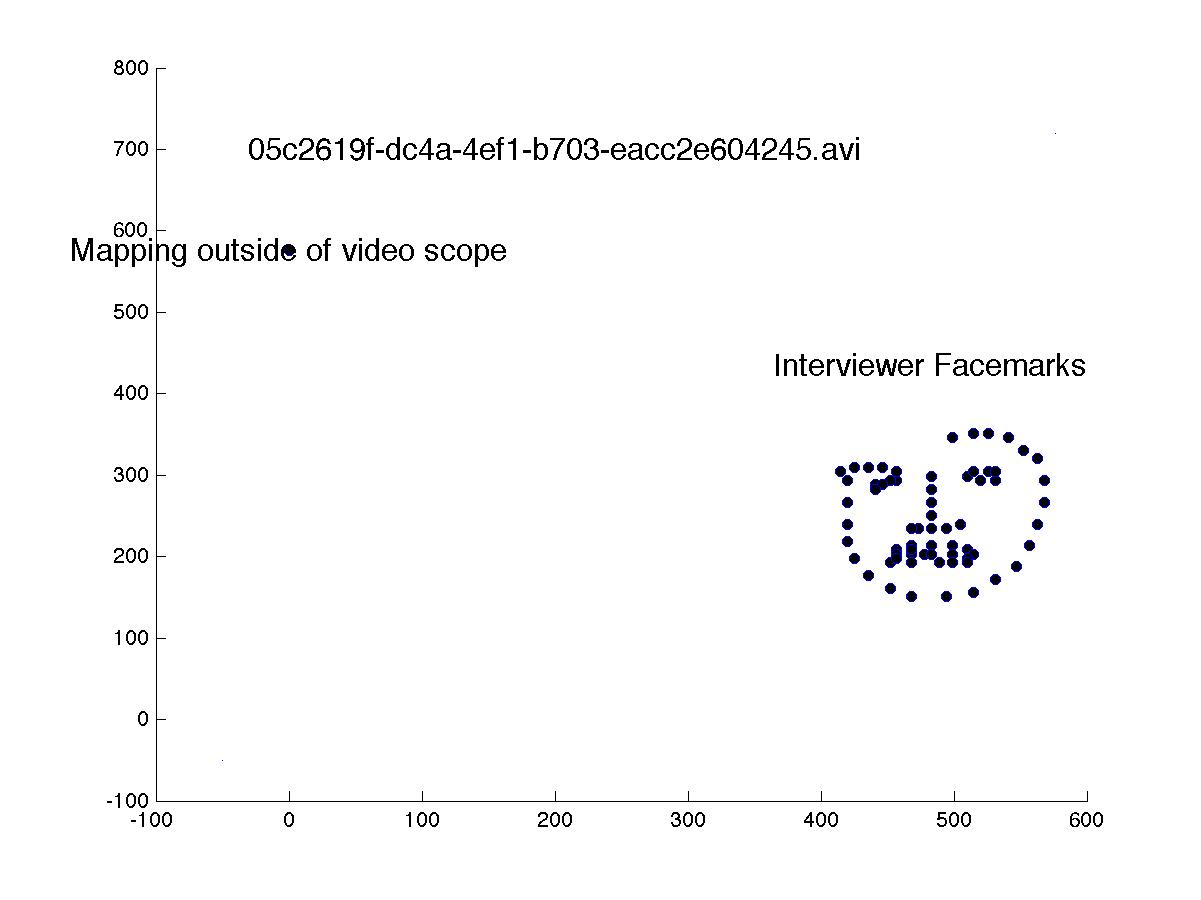 800
700
05c2619f-dc4a-4ef1-b703-eacc2e604245.avi
600
Mapping outside of video scope
500
Interviewer Facemarks
400
300
200
100
0
-100
-100 0 100 200 300 400 500 600